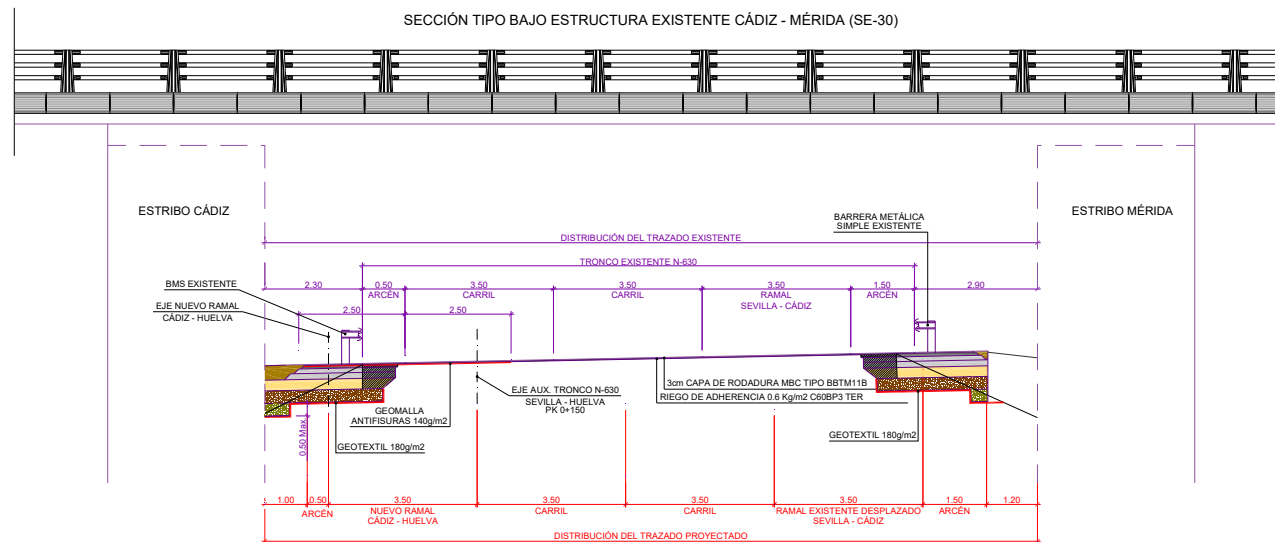 SECCIÓN TIPO BAJO ESTRUCTURA EXISTENTE CÁDIZ - MÉRIDA (SE-30)
ESTRIBO CÁDIZ
ESTRIBO MÉRIDA
BARRERA METÁLICA
SIMPLE EXISTENTE
DISTRIBUCIÓN DEL TRAZADO EXISTENTE
TRONCO EXISTENTE N-630
2.30
0.50
3.50
3.50
3.50
1.50
2.90
ARCÉN
CARRIL
CARRIL
RAMAL
SEVILLA - CÁDIZ
ARCÉN
BMS EXISTENTE
EJE NUEVO RAMAL
CÁDIZ - HUELVA
2.50
2.50
3cm CAPA DE RODADURA MBC TIPO BBTM11B
RIEGO DE ADHERENCIA 0.6 Kg/m2 C60BP3 TER
EJE AUX. TRONCO N-630
SEVILLA - HUELVA
PK 0+150
GEOMALLA
ANTIFISURAS 140g/m2
GEOTEXTIL 180g/m2
GEOTEXTIL 180g/m2
0.50 Max.
1.00
0.50
3.50
3.50
3.50
3.50
1.50
1.20
ARCÉN
NUEVO RAMAL
CÁDIZ - HUELVA
CARRIL
CARRIL
RAMAL EXISTENTE DESPLAZADO
SEVILLA - CÁDIZ
ARCÉN
DISTRIBUCIÓN DEL TRAZADO PROYECTADO